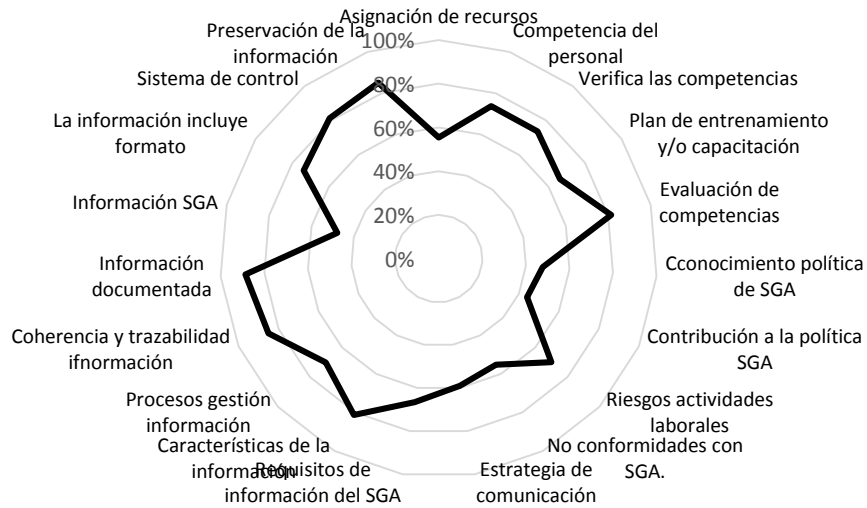 Asignación de recursos
Competencia del
personal
Verifica las competencias
Plan de entrenamiento
y/o capacitación
Evaluación de
competencias
Cconocimiento política
de SGA
Contribución a la política
SGA
Riesgos actividades
laborales
No conformidades con
SGA.
Estrategia de
comunicación
Requisitos de
información del SGA
Características de la
información
Procesos gestión
información
Coherencia y trazabilidad
ifnormación
Información
documentada
Información SGA
La información incluye
formato
Sistema de control
Preservación de la
información
100%
80%
60%
40%
20%
0%